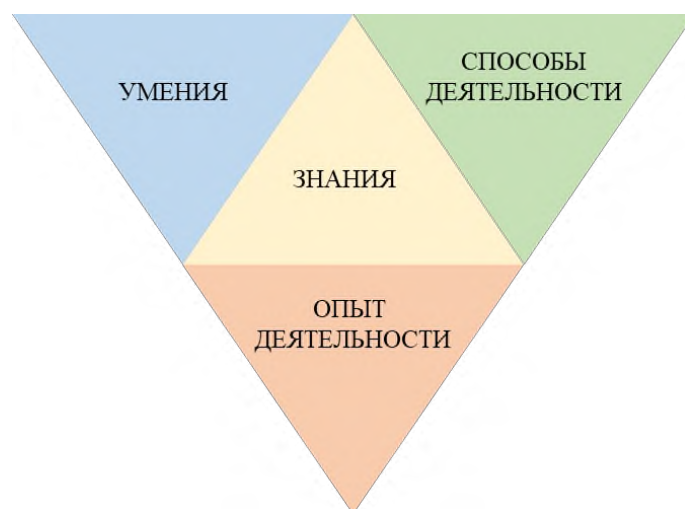 УМЕНИЯ
СПОСОБЫ
ДЕЯТЕЛЬНОСТИ
ЗНАНИЯ
ОПЫТ
ДЕЯТЕЛЬНОСТИ